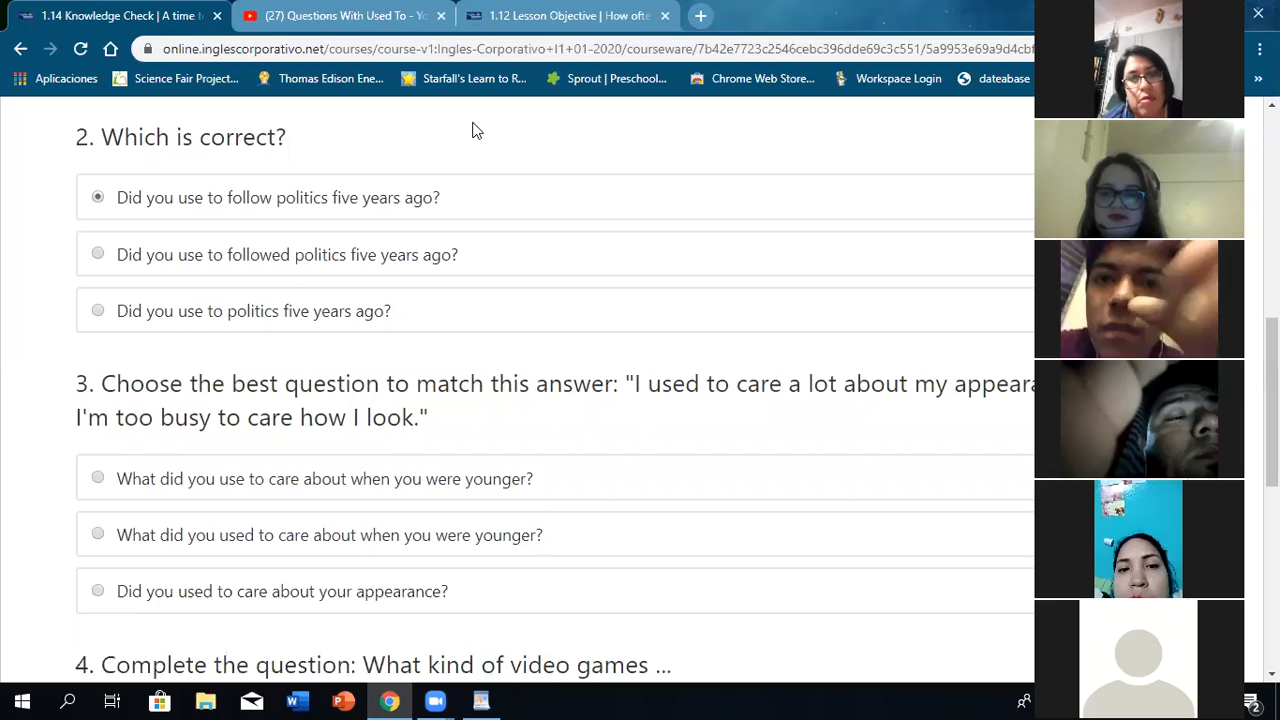 1.14 Knowledge Check | A time t
(27) Questions With Used To - Yo
1.12 Lesson Objective | How ofte
online.inglescorporativo.net/courses/course-v1:Ingles-Corporativo+I1+01-2020/courseware/7b42e7723c2546cebc396dde69c3c551/5a9953e69a9d4cbf
Aplicaciones
Science Fair Project...
Thomas Edison Ene...
Starfall's Learn to R...
Sprout | Preschool...
Chrome Web Store...
Workspace Login
dateabase
»
2. Which is correct?
Did you use to follow politics five years ago?
Did you use to followed politics five years ago?
Did you use to politics five years ago?
3. Choose the best question to match this answer: "I used to care a lot about my appeara
I'm too busy to care how I look."
What did you use to care about when you were younger?
What did you used to care about when you were younger?
Did you used to care about your appearance?
4. Complete the question: What kind of video games ...
2